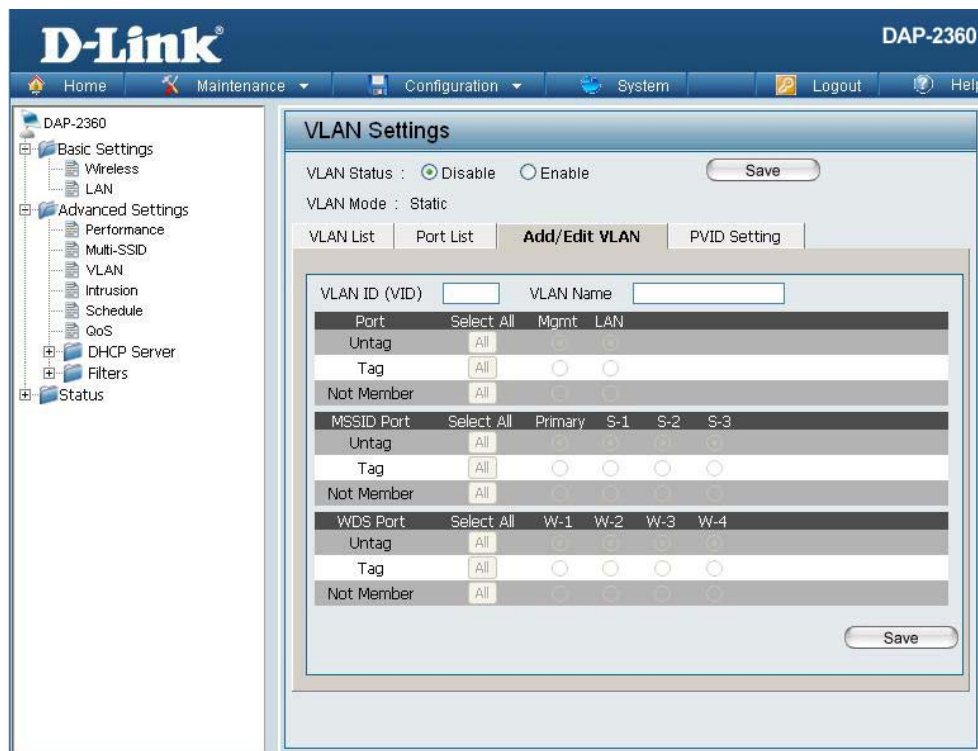 D-Link®
DAP-2360
Home Maintenance Configuration System Logout Help
DAP-2360
Basic Settings
Wireless
LAN
Advanced Settings
Performance
Multi-SSID
VLAN
Intrusion
Schedule
QoS
DHCP Server
Filters
Status
VLAN Settings
VLAN Status : Disable Enable Save
VLAN Mode : Static
VLAN List Port List Add/Edit VLAN PVID Setting
VLAN ID (VID) VLAN Name
Port Select All Mgmt LAN
Untag All
Tag All
Not Member All
MSSID Port Select All Primary S-1 S-2 S-3
Untag All
Tag All
Not Member All
WDS Port Select All W-1 W-2 W-3 W-4
Untag All
Tag All
Not Member All
Save